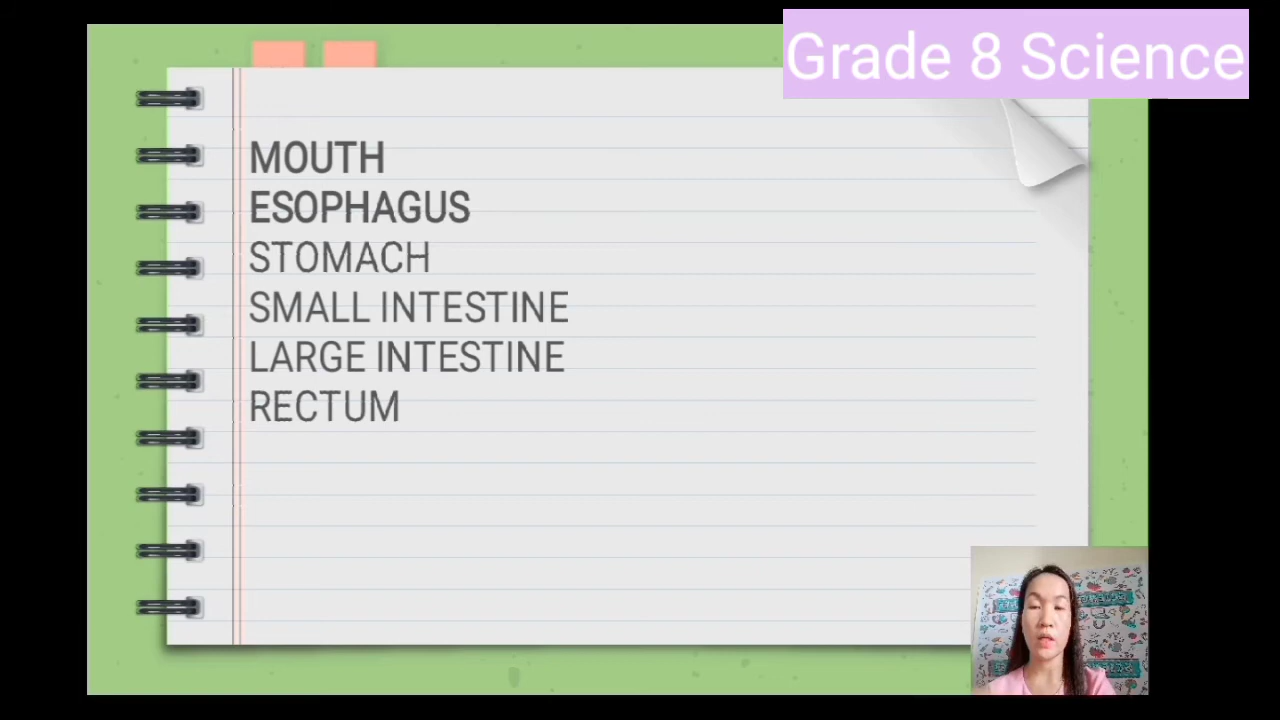 Grade 8 Science
MOUTH
ESOPHAGUS
STOMACH
SMALL INTESTINE
LARGE INTESTINE
RECTUM